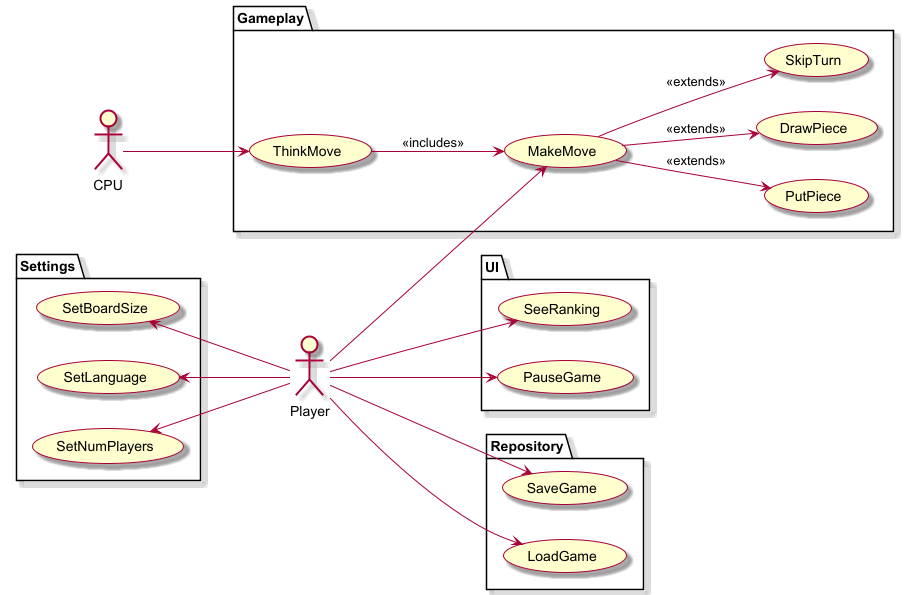 Gameplay
SkipTurn
«extends»
DrawPiece
«extends»
CPU
ThinkMove
«includes»
MakeMove
«extends»
PutPiece
Settings
SetBoardSize
SetLanguage
SetNumPlayers
Player
UI
SeeRanking
PauseGame
Repository
SaveGame
LoadGame